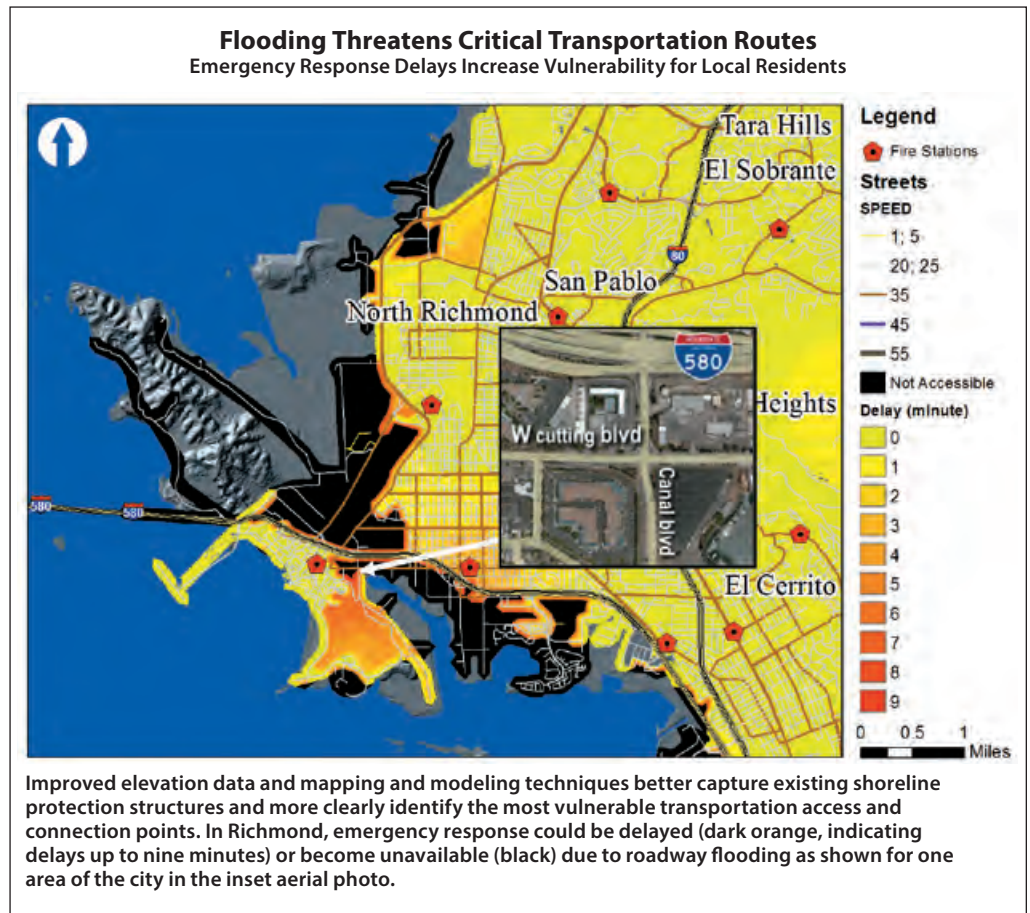 Flooding Threatens Critical Transportation Routes
Emergency Response Delays Increase Vulnerability for Local Residents
Tara Hills
El Sobrante
80
San Pablo
North Richmond
580
W cutting blvd
Canal blvd
Heights
580
580
El Cerrito
Legend
Fire Stations
Streets
SPEED
1; 5
20; 25
35
45
55
Not Accessible
Delay (minute)
0
1
2
3
4
5
6
7
8
9
0 0.5 1
Miles
Improved elevation data and mapping and modeling techniques better capture existing shoreline
protection structures and more clearly identify the most vulnerable transportation access and
connection points. In Richmond, emergency response could be delayed (dark orange, indicating
delays up to nine minutes) or become unavailable (black) due to roadway flooding as shown for one
area of the city in the inset aerial photo.